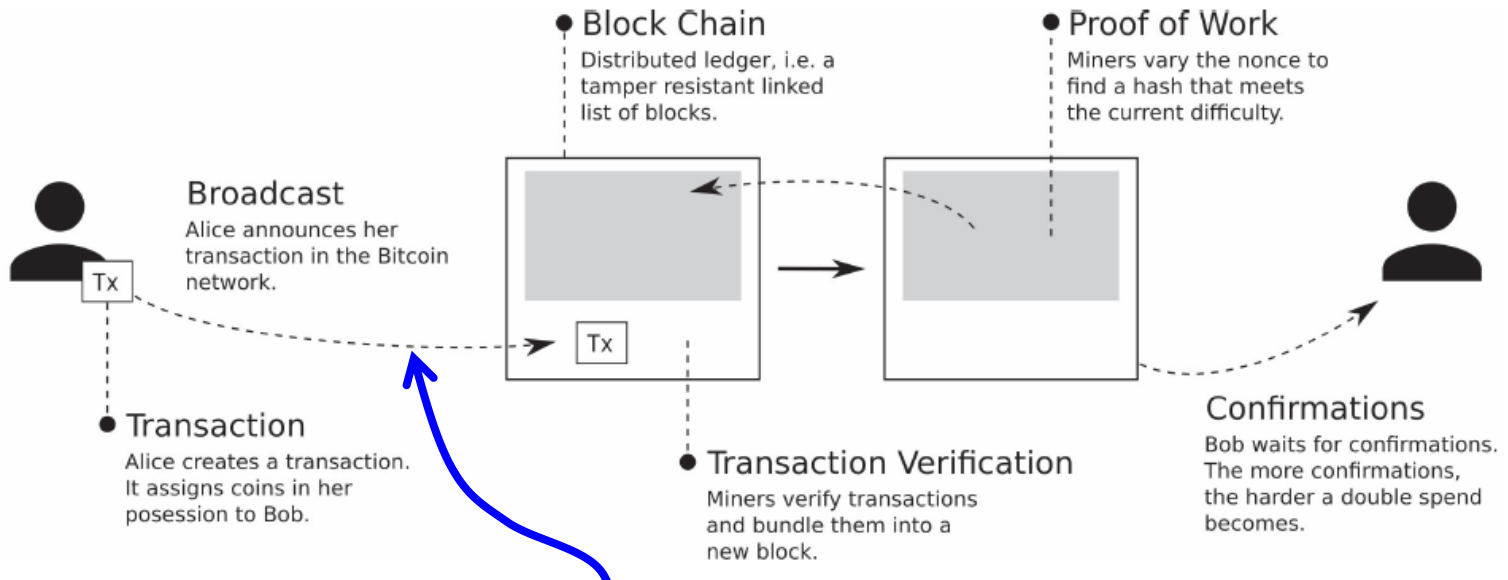 Block Chain
Distributed ledger, i.e. a
tamper resistant linked
list of blocks.
Proof of Work
Miners vary the nonce to
find a hash that meets
the current difficulty.
Broadcast
Alice announces her
transaction in the Bitcoin
network.
Tx
Tx
Transaction
Alice creates a transaction.
It assigns coins in her
posession to Bob.
Transaction Verification
Miners verify transactions
and bundle them into a
new block.
Confirmations
Bob waits for confirmations.
The more confirmations,
the harder a double spend
becomes.